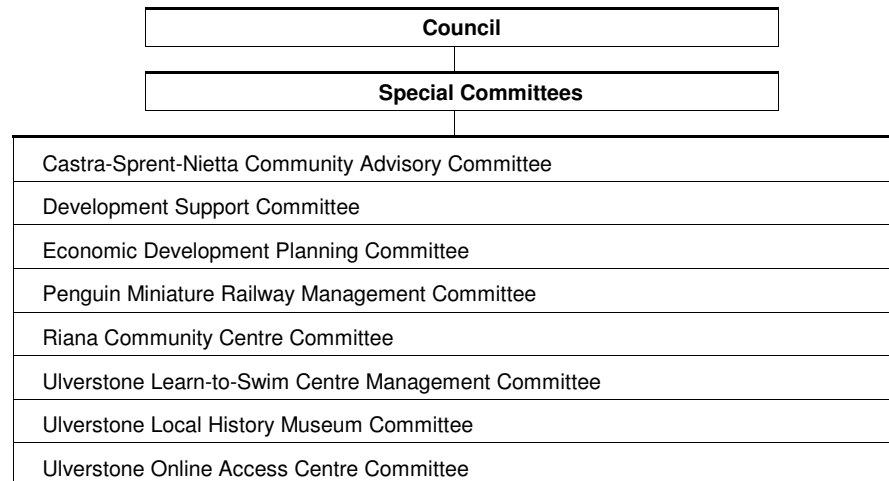 Council
Special Committees
Castra-Sprent-Nietta Community Advisory Committee
Development Support Committee
Economic Development Planning Committee
Penguin Miniature Railway Management Committee
Riana Community Centre Committee
Ulverstone Learn-to-Swim Centre Management Committee
Ulverstone Local History Museum Committee
Ulverstone Online Access Centre Committee